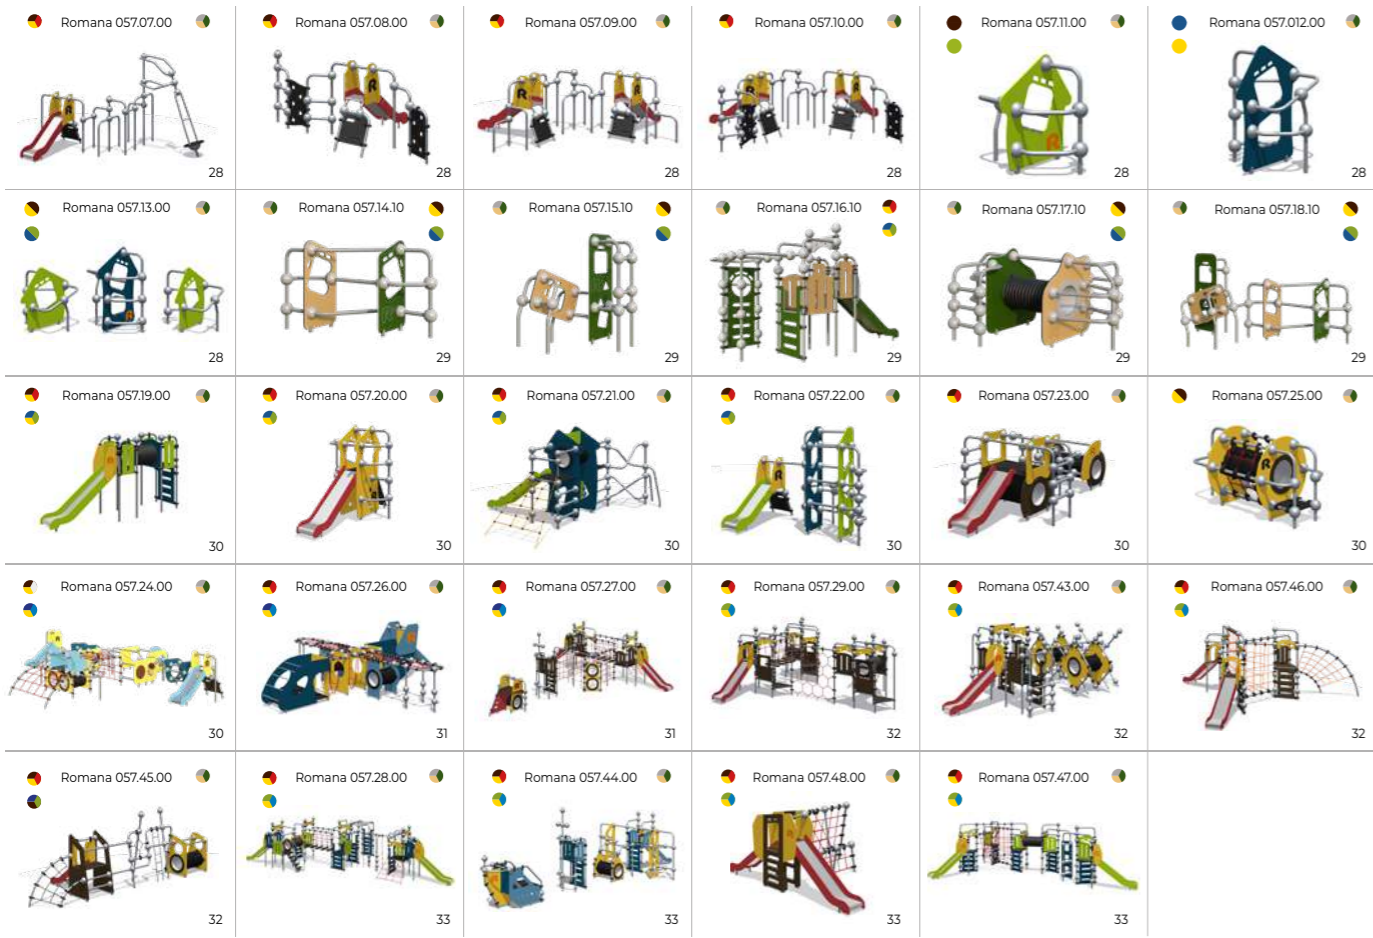 Romana 057.07.00
28
Romana 057.08.00
28
Romana 057.09.00
28
Romana 057.10.00
28
Romana 057.11.00
28
Romana 057.012.00
28
Romana 057.13.00
28
Romana 057.14.10
29
Romana 057.15.10
29
Romana 057.16.10
29
Romana 057.17.10
29
Romana 057.18.10
29
Romana 057.19.00
30
Romana 057.20.00
30
Romana 057.21.00
30
Romana 057.22.00
30
Romana 057.23.00
30
Romana 057.25.00
30
Romana 057.24.00
30
Romana 057.26.00
31
Romana 057.27.00
31
Romana 057.29.00
32
Romana 057.43.00
32
Romana 057.46.00
32
Romana 057.45.00
32
Romana 057.28.00
33
Romana 057.44.00
33
Romana 057.48.00
33
Romana 057.47.00
33